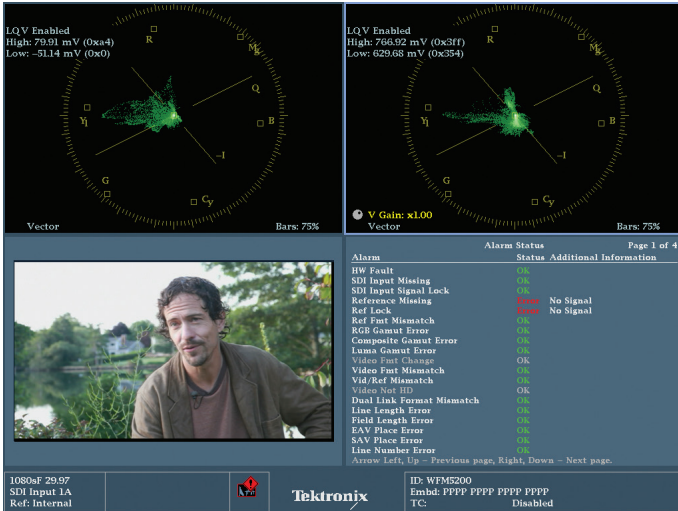 LQV Enabled
High: 79.91 mV (0xa4)
Low: -51.14 mV (0x0)
R
Mg
Q
B
Yl
-I
G
Cy
Vector
Bars: 75%
LQV Enabled
High: 766.92 mV (0x3ff)
Low: 629.68 mV (0x354)
R
Mg
Q
B
Yl
-I
G
Cy
V Gain: x1.00
Vector
Bars: 75%
Alarm Status Page 1 of 4
Alarm Status Additional Information
HW Fault OK
SDI Input Missing OK
SDI Input Signal Lock OK
Reference Missing Error No Signal
Ref Lock Error No Signal
Ref Fmt Mismatch OK
RGB Gamut Error OK
Composite Gamut Error OK
Luma Gamut Error OK
Video Fmt Change OK
Video Fmt Mismatch OK
Vid/Ref Mismatch OK
Video Not HD OK
Dual Link Format Mismatch OK
Line Length Error OK
Field Length Error OK
EAV Place Error OK
SAV Place Error OK
Line Number Error OK
Arrow Left, Up - Previous page, Right, Down - Next page.
1080sF 29.97
SDI Input 1A
Ref: Internal
Tektronix
ID: WFM5200
Embd: PPPP PPPP PPPP PPPP
TC: Disabled